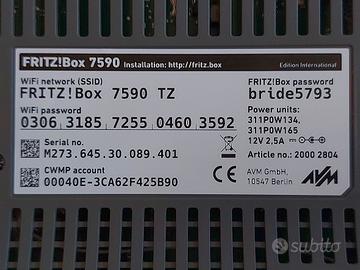 FRITZ!Box 7590 Installation: http://fritz.box Edition International
WiFi network (SSID)
FRITZ!Box 7590 TZ
WiFi password
0306 3185 7255 0460 3592
Serial no.
M273.645.30.089.401
CWMP account
00040E-3CA62F425B90
FRITZ!Box password
bride5793
Power units:
311POW134,
311POW165
12V 2,5A
Article no.: 2000 2804
CE
AVM GmbH,
10547 Berlin
AVM
subito